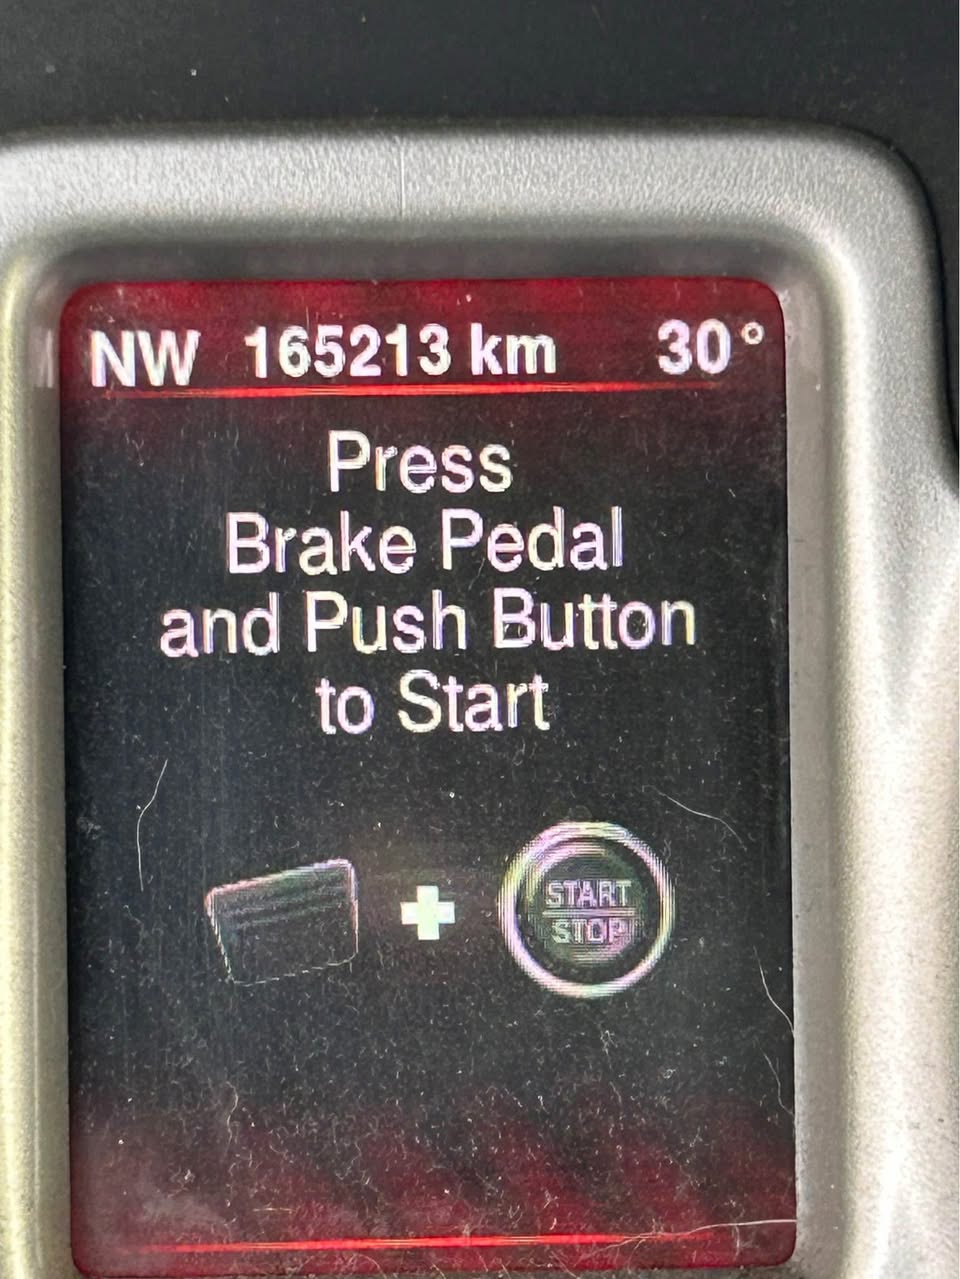 NW 165213 km 30°
Press
Brake Pedal
and Push Button
to Start
START
STOP